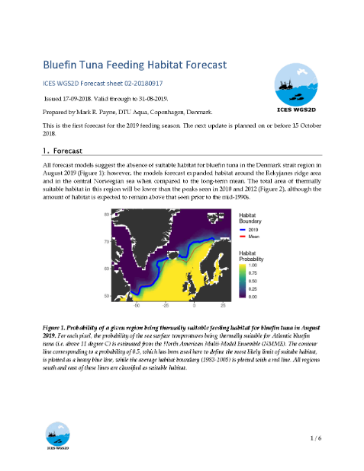 Bluefin Tuna Feeding Habitat Forecast
ICES WGS2D Forecast sheet 02-20180917
Issued 17-09-2018. Valid through to 31-08-2019.
Prepared by Mark R. Payne, DTU Aqua, Copenhagen, Denmark
ICES WGS2D
This is the first forecast for the 2019 feeding season. The next update is planned on or before 15 October
2018.
1. Forecast
All forecast models suggest the absence of suitable habitat for bluefin tuna in the Denmark strait region in
August 2019 (Figure 1); however, the models forecast expanded habitat around the Reykjanes ridge area
and in the central Norwegian sea when compared to the long-term mean. The total area of thermally
suitable habitat in this region will be lower than the peaks seen in 2010 and 2012 (Figure 2), although the
amount of habitat is expected to remain above that seen prior to the mid-1990s.
Habitat
Boundary
2019
Mean
Habitat
Probability
1.00
0.75
0.50
0.25
0.00
Figure 1. Probability of a given region being thermally suitable feeding habitat for bluefin tuna in August
2019. For each pixel, the probability of the sea surface temperatures being thermally suitable for Atlantic Bluefin
tuna (i.e. above 11 degree C) is estimated from the North American Multi-Model Ensemble (NMME). The contour
line corresponding to a probability of 0.5, which has been used here to define the most likely limit of suitable habitat,
is plotted as a heavy blue line, while the average habitat boundary (1983-2005) is plotted with a red line. All regions
south and east of these lines are classified as suitable habitat.
ICES WGS2D
1 / 6